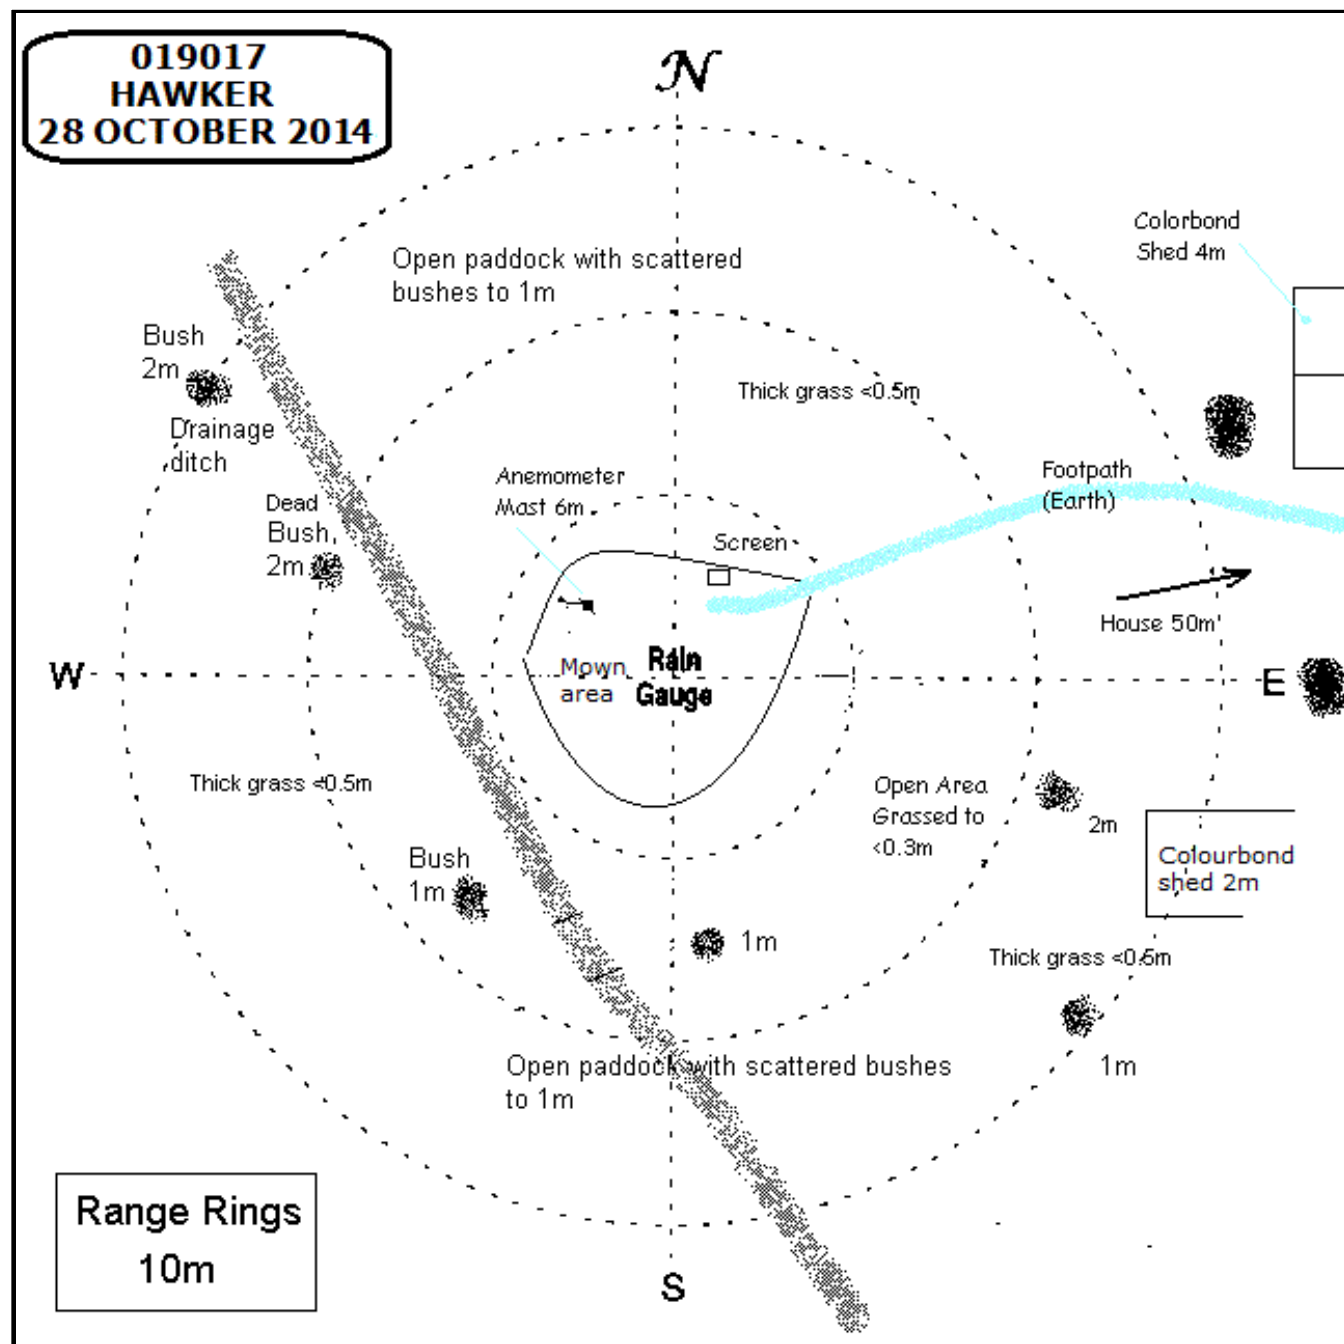 019017
HAWKER
28 OCTOBER 2014
N
Colorbond
Shed 4m
Open paddock with scattered
bushes to 1m
Bush
2m
Thick grass <0.5m
Drainage
ditch
Footpath
(Earth)
Anemometer
Mast 6m
Dead
Bush
2m
Screen
House 50m
W
Mown
area
Rain
Gauge
E
Thick grass <0.5m
Open Area
Grassed to
<0.3m
2m
Colourbond
shed 2m
Bush
1m
1m
Thick grass <0.5m
1m
Open paddock with scattered bushes
to 1m
Range Rings
10m
S